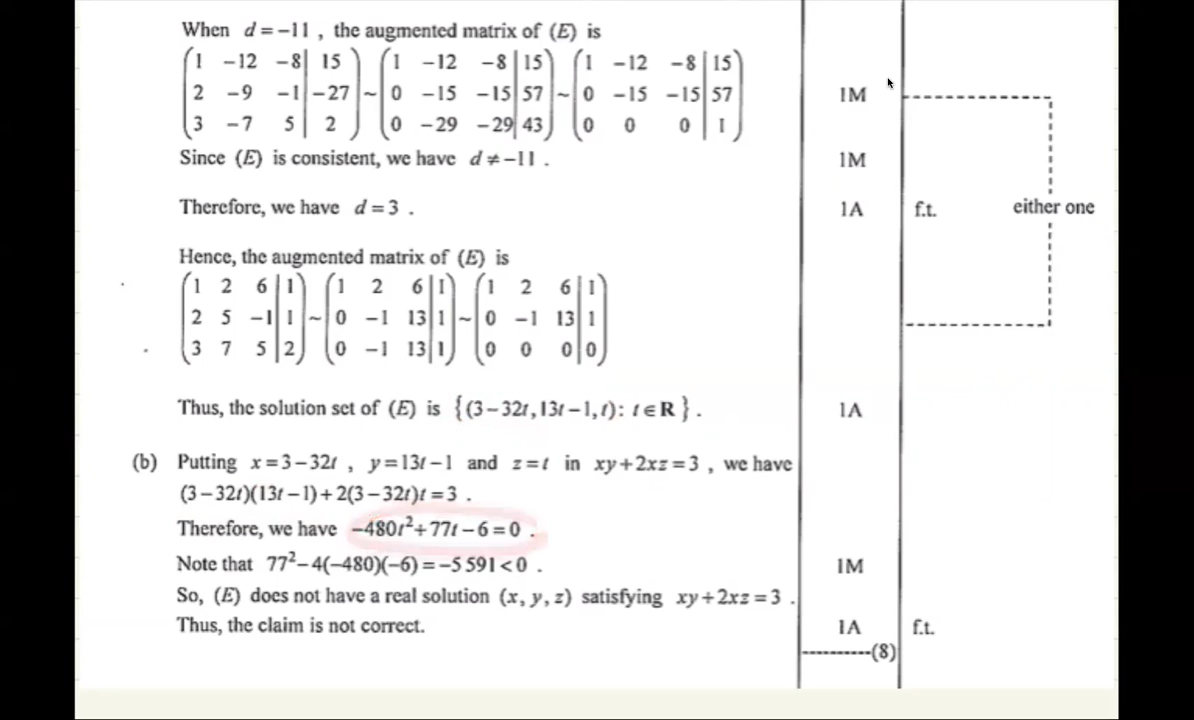 When d = −11 , the augmented matrix of (E) is
( 1 −12 −8 | 15 ) ( 1 −12 −8 | 15 ) ( 1 −12 −8 | 15 )
( 2 −9 −1 | −27 ) ~ ( 0 −15 −15 | 57 ) ~ ( 0 −15 −15 | 57 ) 1M
( 3 −7 5 | 2 ) ( 0 −29 −29 | 43 ) ( 0 0 0 | 1 )
Since (E) is consistent, we have d ≠ −11 . 1M
Therefore, we have d = 3 . 1A f.t. either one
Hence, the augmented matrix of (E) is
( 1 2 6 | 1 ) ( 1 2 6 | 1 ) ( 1 2 6 | 1 )
( 2 5 −1 | 1 ) ~ ( 0 −1 13 | 1 ) ~ ( 0 −1 13 | 1 )
( 3 7 5 | 2 ) ( 0 −1 13 | 1 ) ( 0 0 0 | 0 )
Thus, the solution set of (E) is {(3−32t, 13t−1, t): t∈R} . 1A
(b) Putting x = 3−32t , y = 13t−1 and z = t in xy+2xz = 3 , we have
(3−32t)(13t−1)+2(3−32t)t = 3 .
Therefore, we have −480t²+77t−6 = 0 .
Note that 77²−4(−480)(−6) = −5 591 < 0 . 1M
So, (E) does not have a real solution (x, y, z) satisfying xy+2xz = 3 .
Thus, the claim is not correct. 1A f.t.
(8)